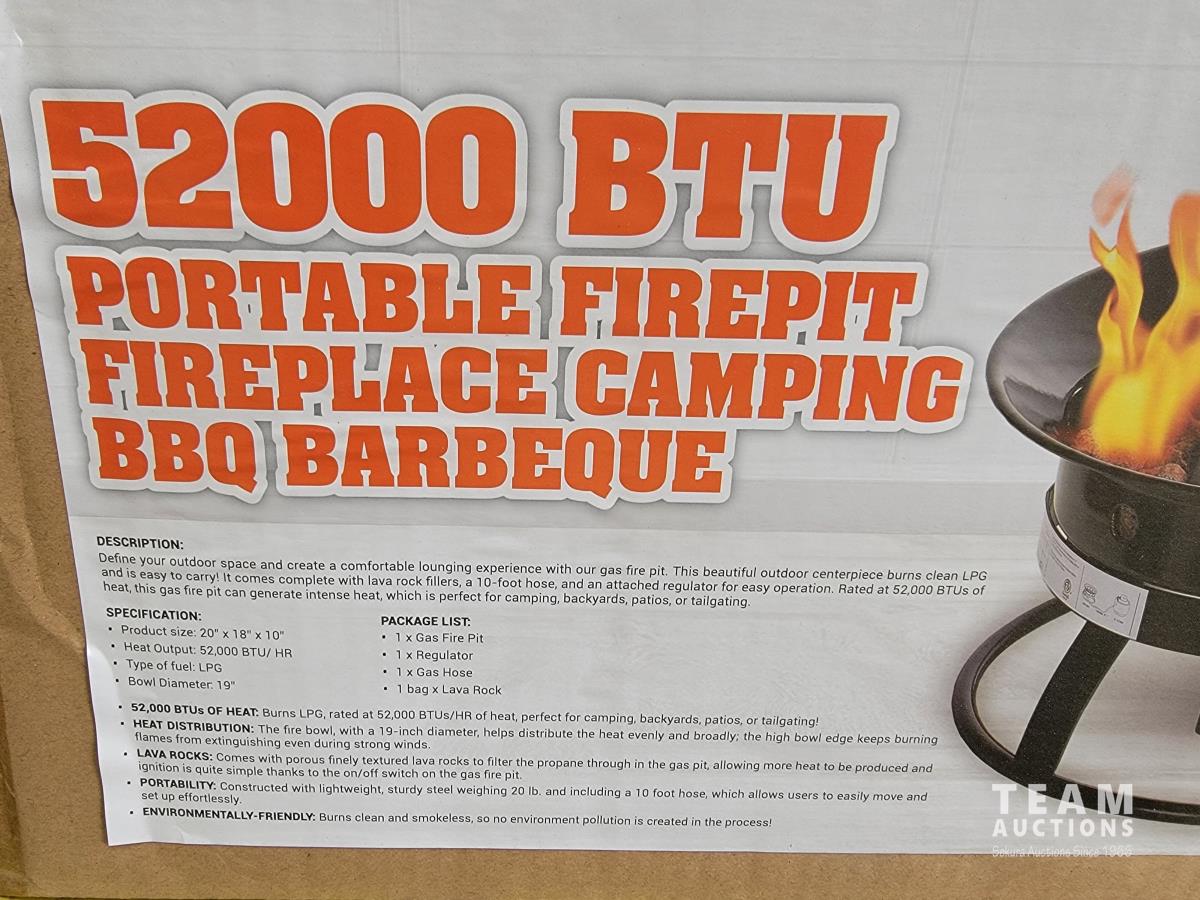 52000 BTU
PORTABLE FIREPIT
FIREPLACE CAMPING
BBQ BARBEQUE
DESCRIPTION:
Define your outdoor space and create a comfortable lounging experience with our gas fire pit. This beautiful outdoor centerpiece burns clean LPG
and is easy to carry! It comes complete with lava rock fillers, a 10-foot hose, and an attached regulator for easy operation. Rated at 52,000 BTUs of
heat, this gas fire pit can generate intense heat, which is perfect for camping, backyards, patios, or tailgating.
SPECIFICATION:
• Product size: 20" x 18" x 10"
• Heat Output: 52,000 BTU/ HR
• Type of fuel: LPG
• Bowl Diameter: 19"
PACKAGE LIST:
• 1 x Gas Fire Pit
• 1 x Regulator
• 1 x Gas Hose
• 1 bag x Lava Rock
• 52,000 BTUs OF HEAT: Burns LPG, rated at 52,000 BTUs/HR of heat, perfect for camping, backyards, patios, or tailgating!
• HEAT DISTRIBUTION: The fire bowl, with a 19-inch diameter, helps distribute the heat evenly and broadly; the high bowl edge keeps burning
flames from extinguishing even during strong winds.
• LAVA ROCKS: Comes with porous finely textured lava rocks to filter the propane through in the gas pit, allowing more heat to be produced and
ignition is quite simple thanks to the on/off switch on the gas fire pit.
• PORTABILITY: Constructed with lightweight, sturdy steel weighing 20 lb. and including a 10 foot hose, which allows users to easily move and
set up effortlessly.
• ENVIRONMENTALLY-FRIENDLY: Burns clean and smokeless, so no environment pollution is created in the process!
TEAM
AUCTIONS
Gekura Auctions Since 1966